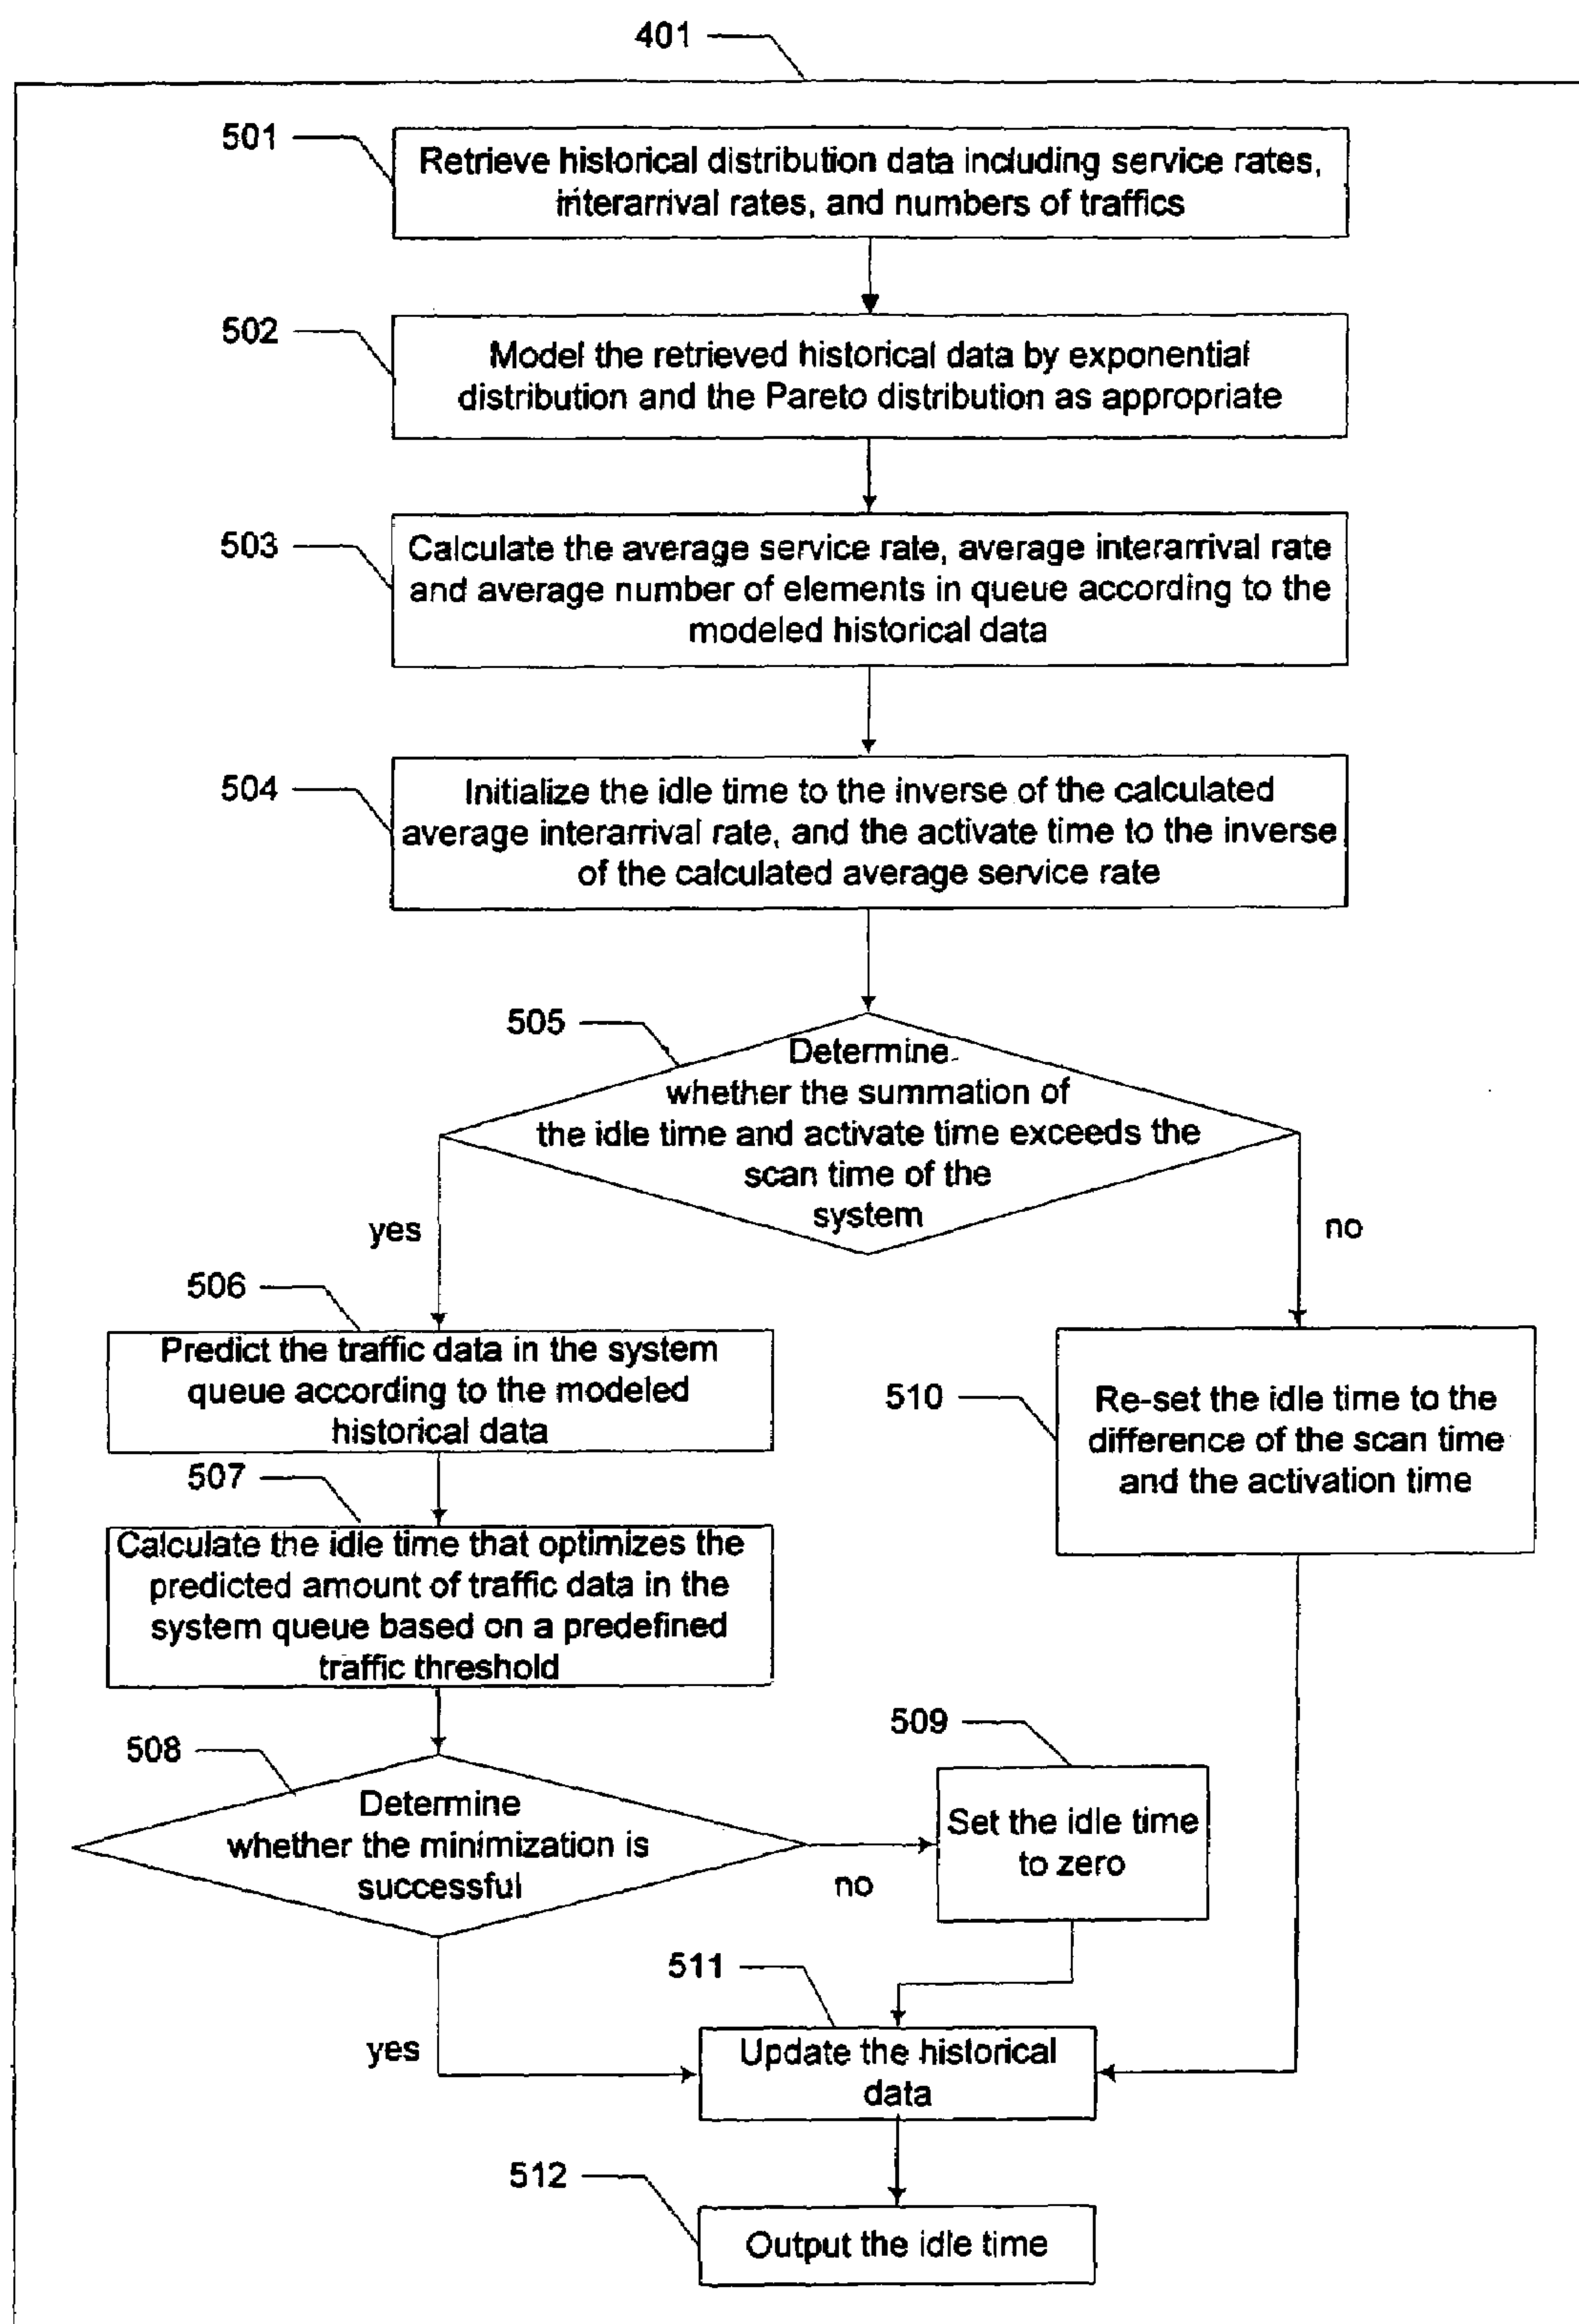 401
501
Retrieve historical distribution data including service rates,
interarrival rates, and numbers of traffics
502
Model the retrieved historical data by exponential
distribution and the Pareto distribution as appropriate
503
Calculate the average service rate, average interarrival rate
and average number of elements in queue according to the
modeled historical data
504
Initialize the idle time to the inverse of the calculated
average interarrival rate, and the activate time to the inverse
of the calculated average service rate
505
Determine
whether the summation of
the idle time and activate time exceeds the
scan time of the
system
yes
no
506
Predict the traffic data in the system
queue according to the modeled
historical data
510
Re-set the idle time to the
difference of the scan time
and the activation time
507
Calculate the idle time that optimizes the
predicted amount of traffic data in the
system queue based on a predefined
traffic threshold
508
Determine
whether the minimization is
successful
no
509
Set the idle time
to zero
yes
511
Update the historical
data
512
Output the idle time